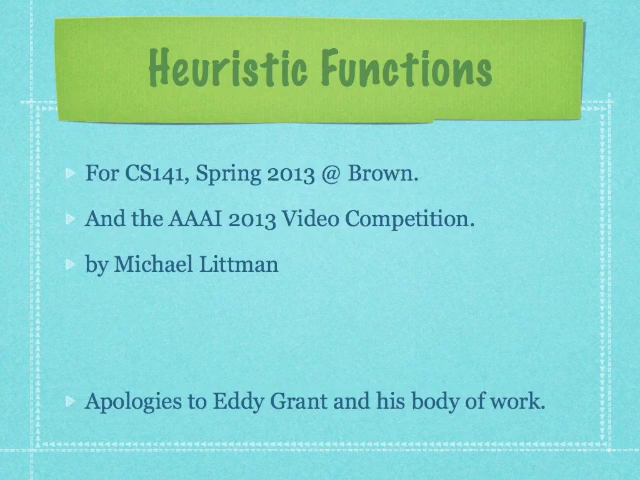 Heuristic Functions
For CS141, Spring 2013 @ Brown.
And the AAAI 2013 Video Competition.
by Michael Littman
Apologies to Eddy Grant and his body of work.